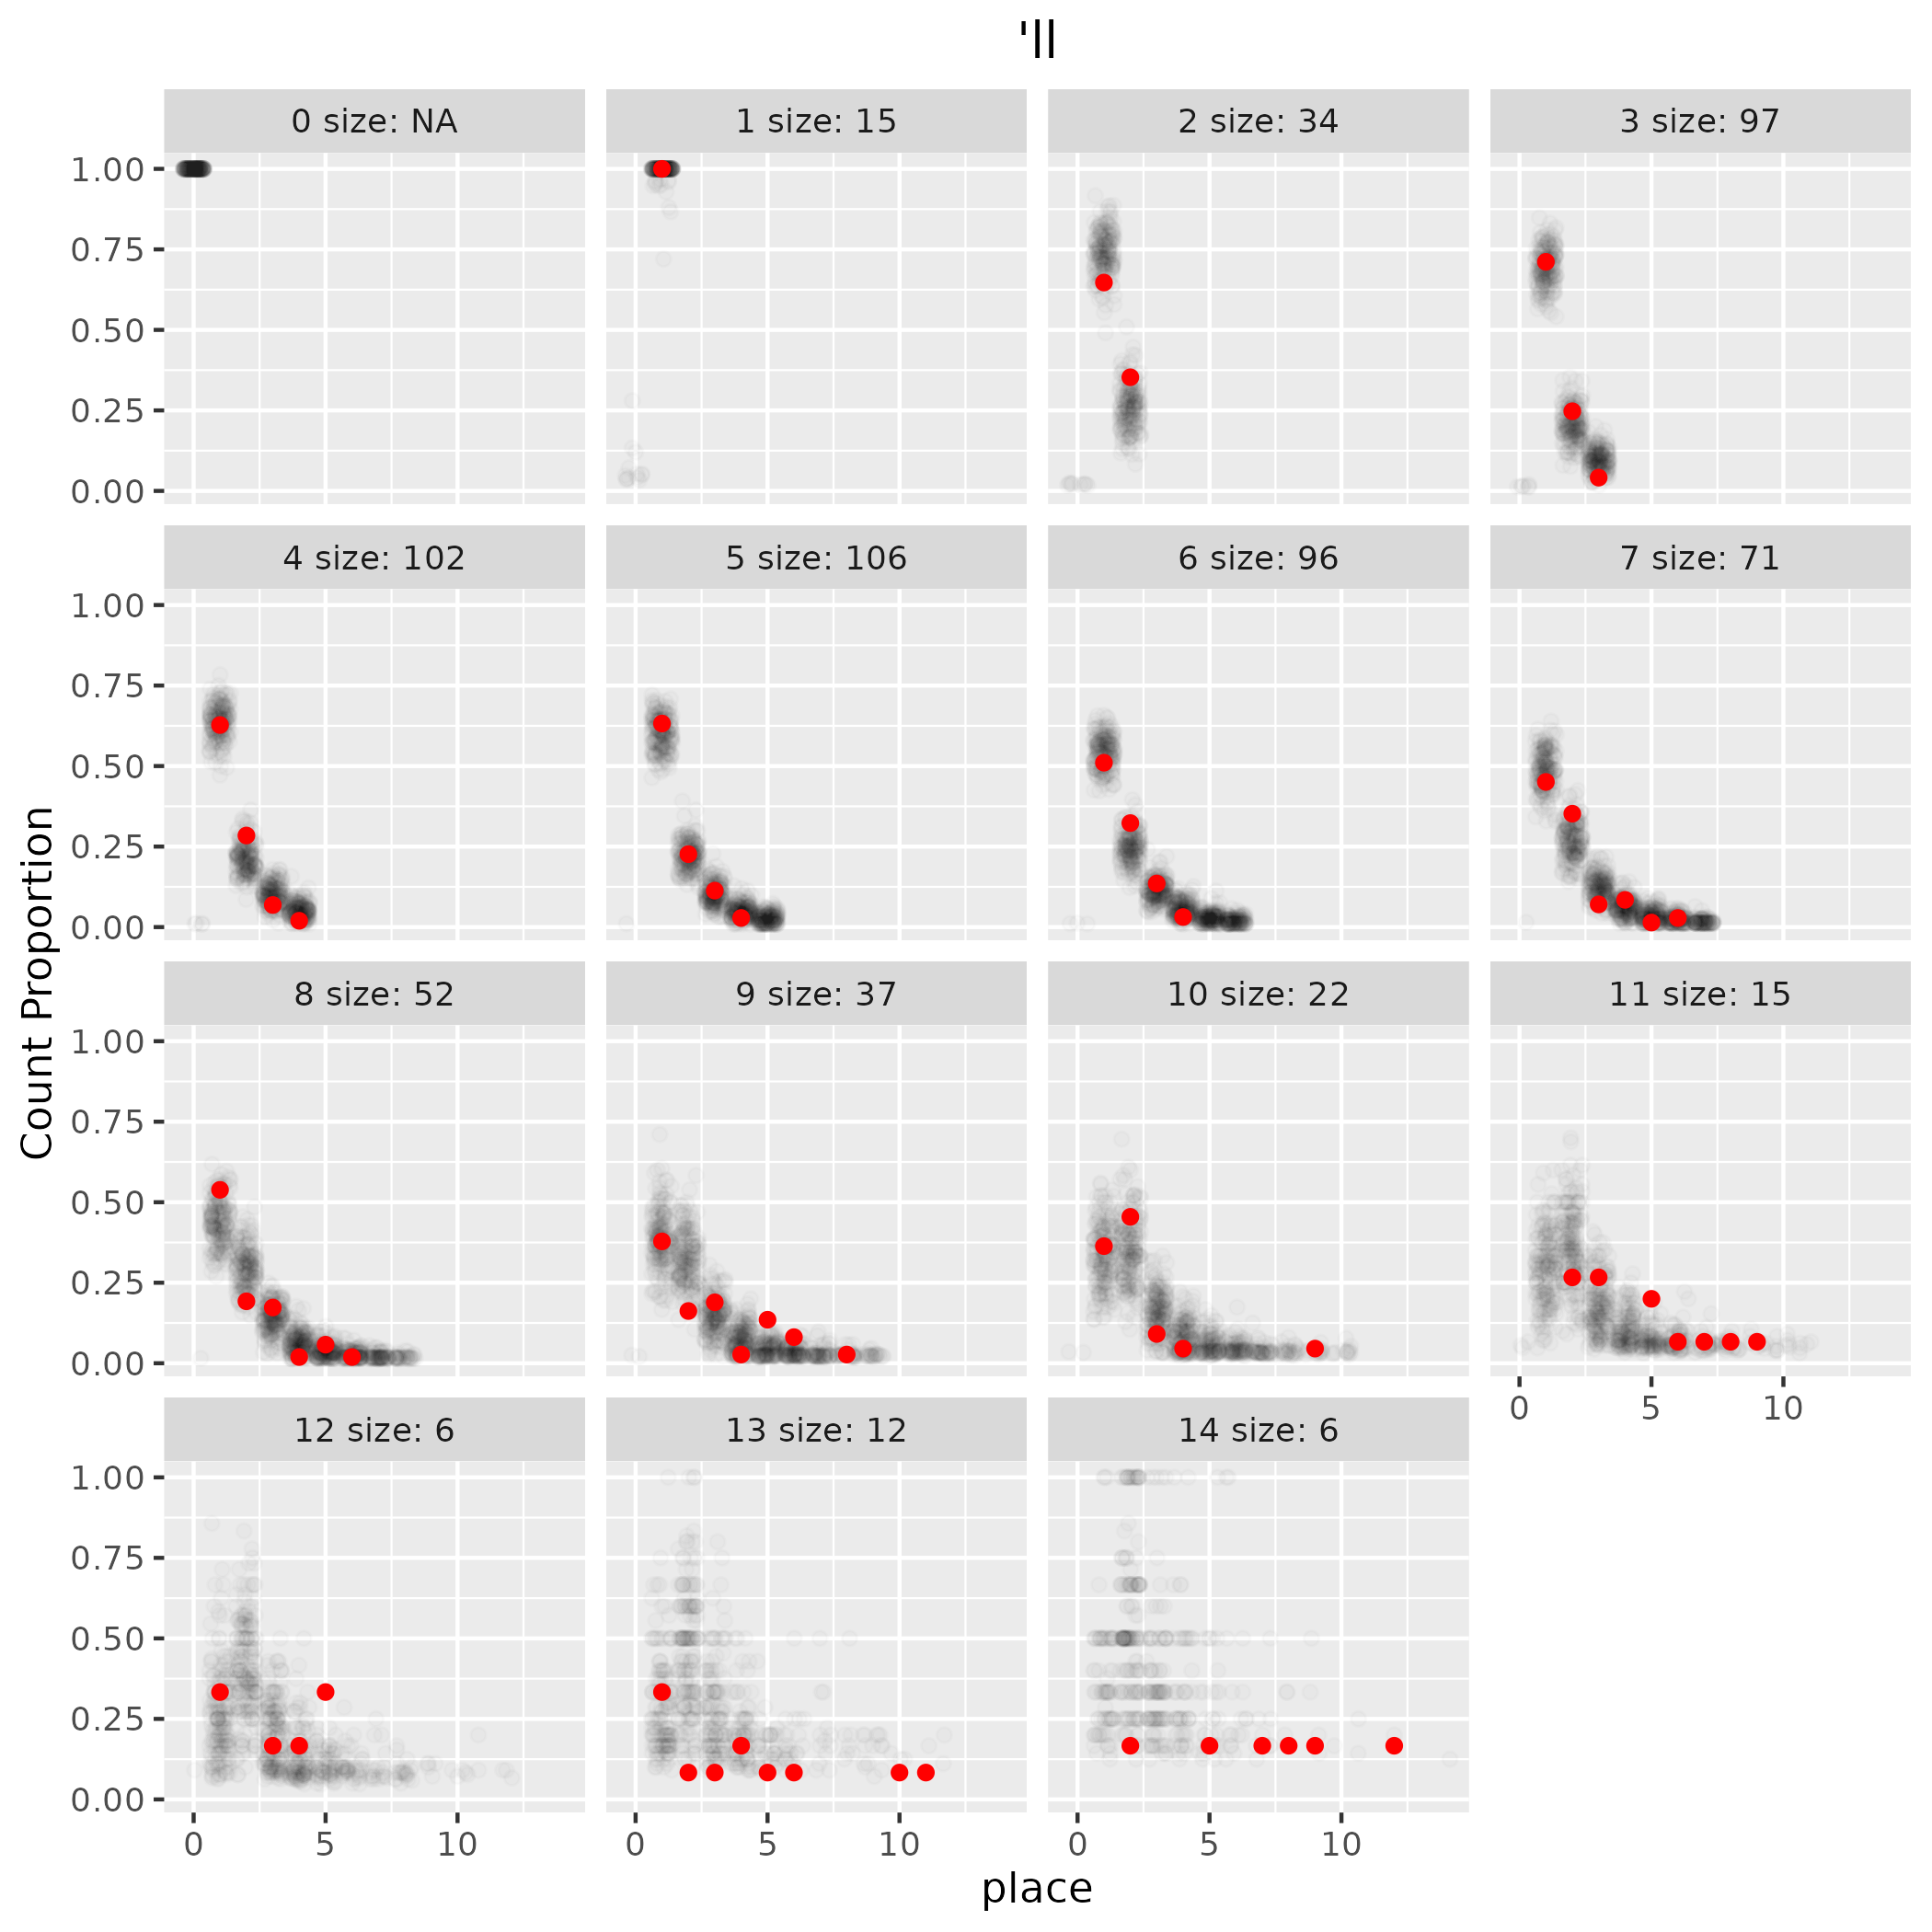 'll
0 size: NA
1 size: 15
2 size: 34
3 size: 97
1.00
0.75
0.50
0.25
0.00
4 size: 102
5 size: 106
6 size: 96
7 size: 71
1.00
0.75
0.50
0.25
0.00
Count Proportion
8 size: 52
9 size: 37
10 size: 22
11 size: 15
1.00
0.75
0.50
0.25
0.00
0 5 10
12 size: 6
13 size: 12
14 size: 6
1.00
0.75
0.50
0.25
0.00
0 5 10
0 5 10
0 5 10
place